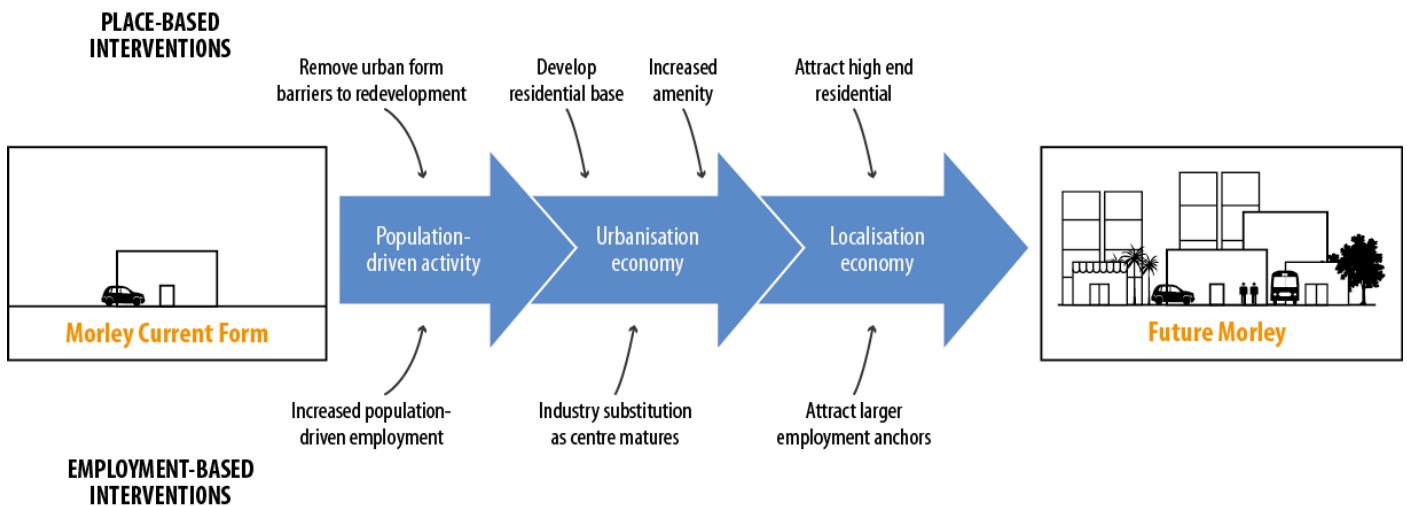 PLACE-BASED
INTERVENTIONS
Remove urban form
barriers to redevelopment
Develop
residential base
Increased
amenity
Attract high end
residential
Morley Current Form
Population-
driven activity
Urbanisation
economy
Localisation
economy
Future Morley
Increased population-
driven employment
Industry substitution
as centre matures
Attract larger
employment anchors
EMPLOYMENT-BASED
INTERVENTIONS